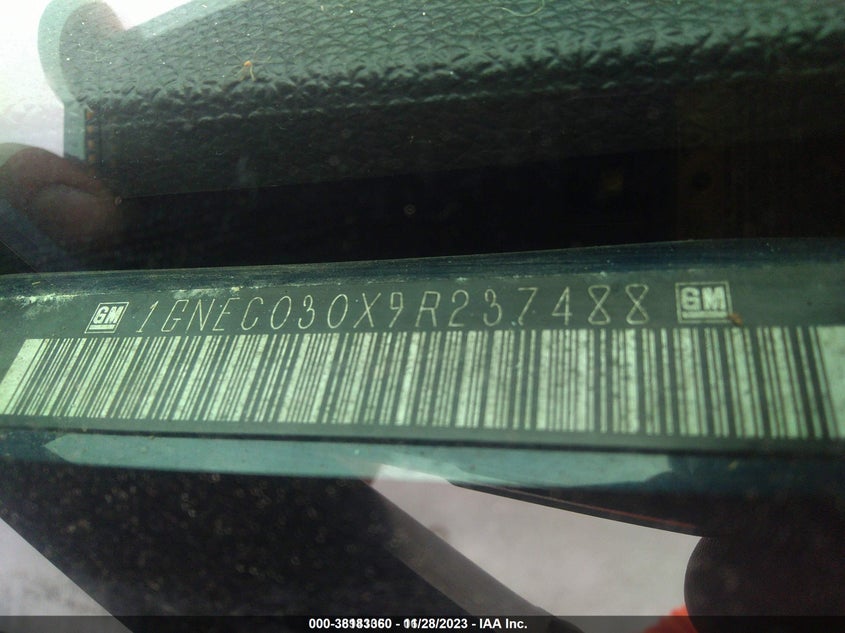 GM 1GNEC030X9R237488 GM
000-38183360 - 11/28/2023 - IAA Inc.